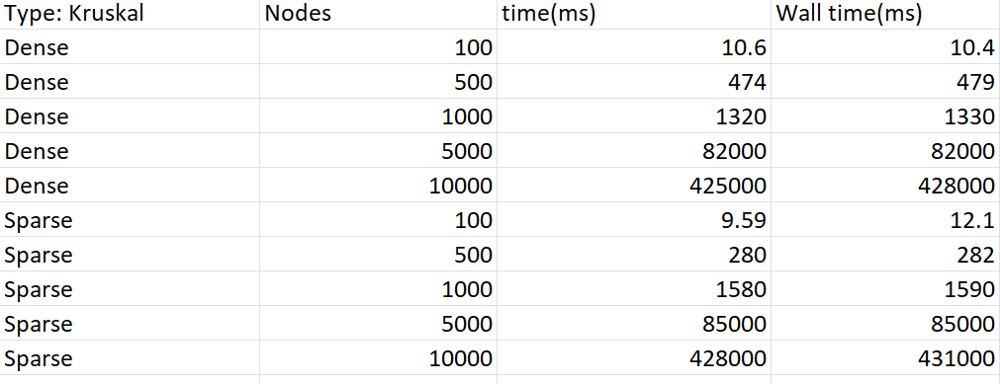 Type: Kruskal Nodes time(ms) Wall time(ms)
Dense 100 10.6 10.4
Dense 500 474 479
Dense 1000 1320 1330
Dense 5000 82000 82000
Dense 10000 425000 428000
Sparse 100 9.59 12.1
Sparse 500 280 282
Sparse 1000 1580 1590
Sparse 5000 85000 85000
Sparse 10000 428000 431000